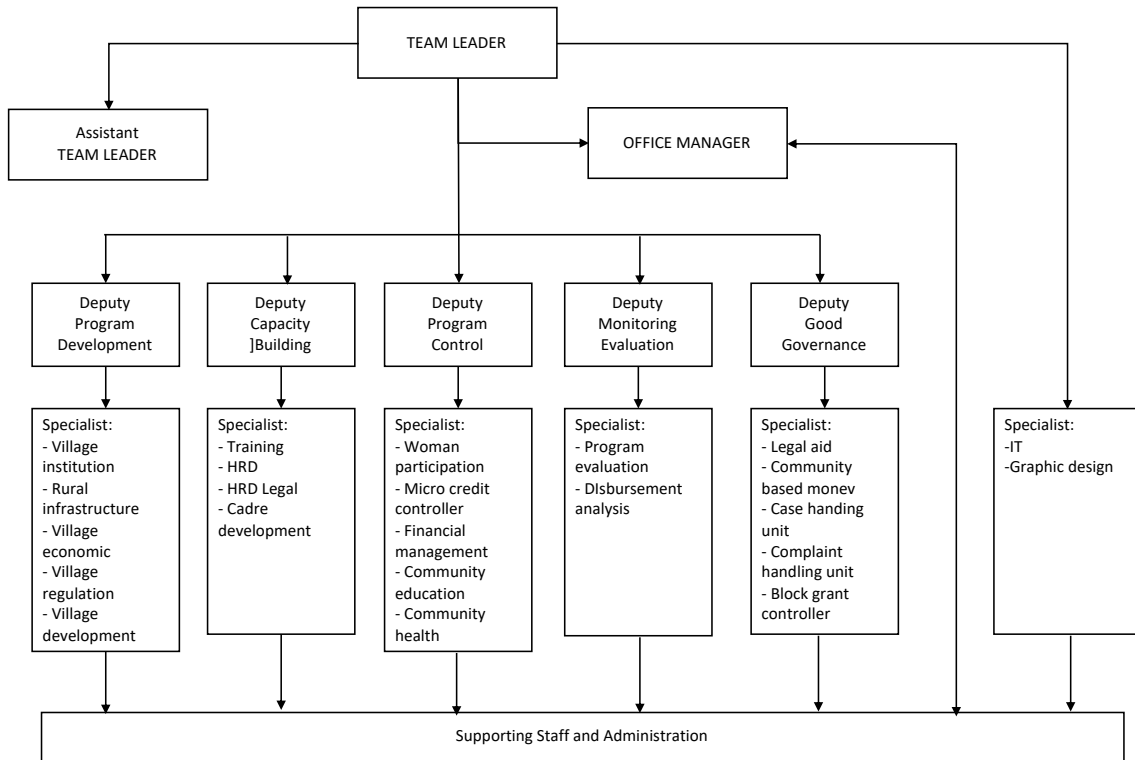 TEAM LEADER
Assistant
TEAM LEADER
OFFICE MANAGER
Deputy
Program
Development
Deputy
Capacity
]Building
Deputy
Program
Control
Deputy
Monitoring
Evaluation
Deputy
Good
Governance
Specialist:
- Village
institution
- Rural
infrastructure
- Village
economic
- Village
regulation
- Village
development
Specialist:
- Training
- HRD
- HRD Legal
- Cadre
development
Specialist:
- Woman
participation
- Micro credit
controller
- Financial
management
- Community
education
- Community
health
Specialist:
- Program
evaluation
- DIsbursement
analysis
Specialist:
- Legal aid
- Community
based monev
- Case handing
unit
- Complaint
handling unit
- Block grant
controller
Specialist:
-IT
-Graphic design
Supporting Staff and Administration